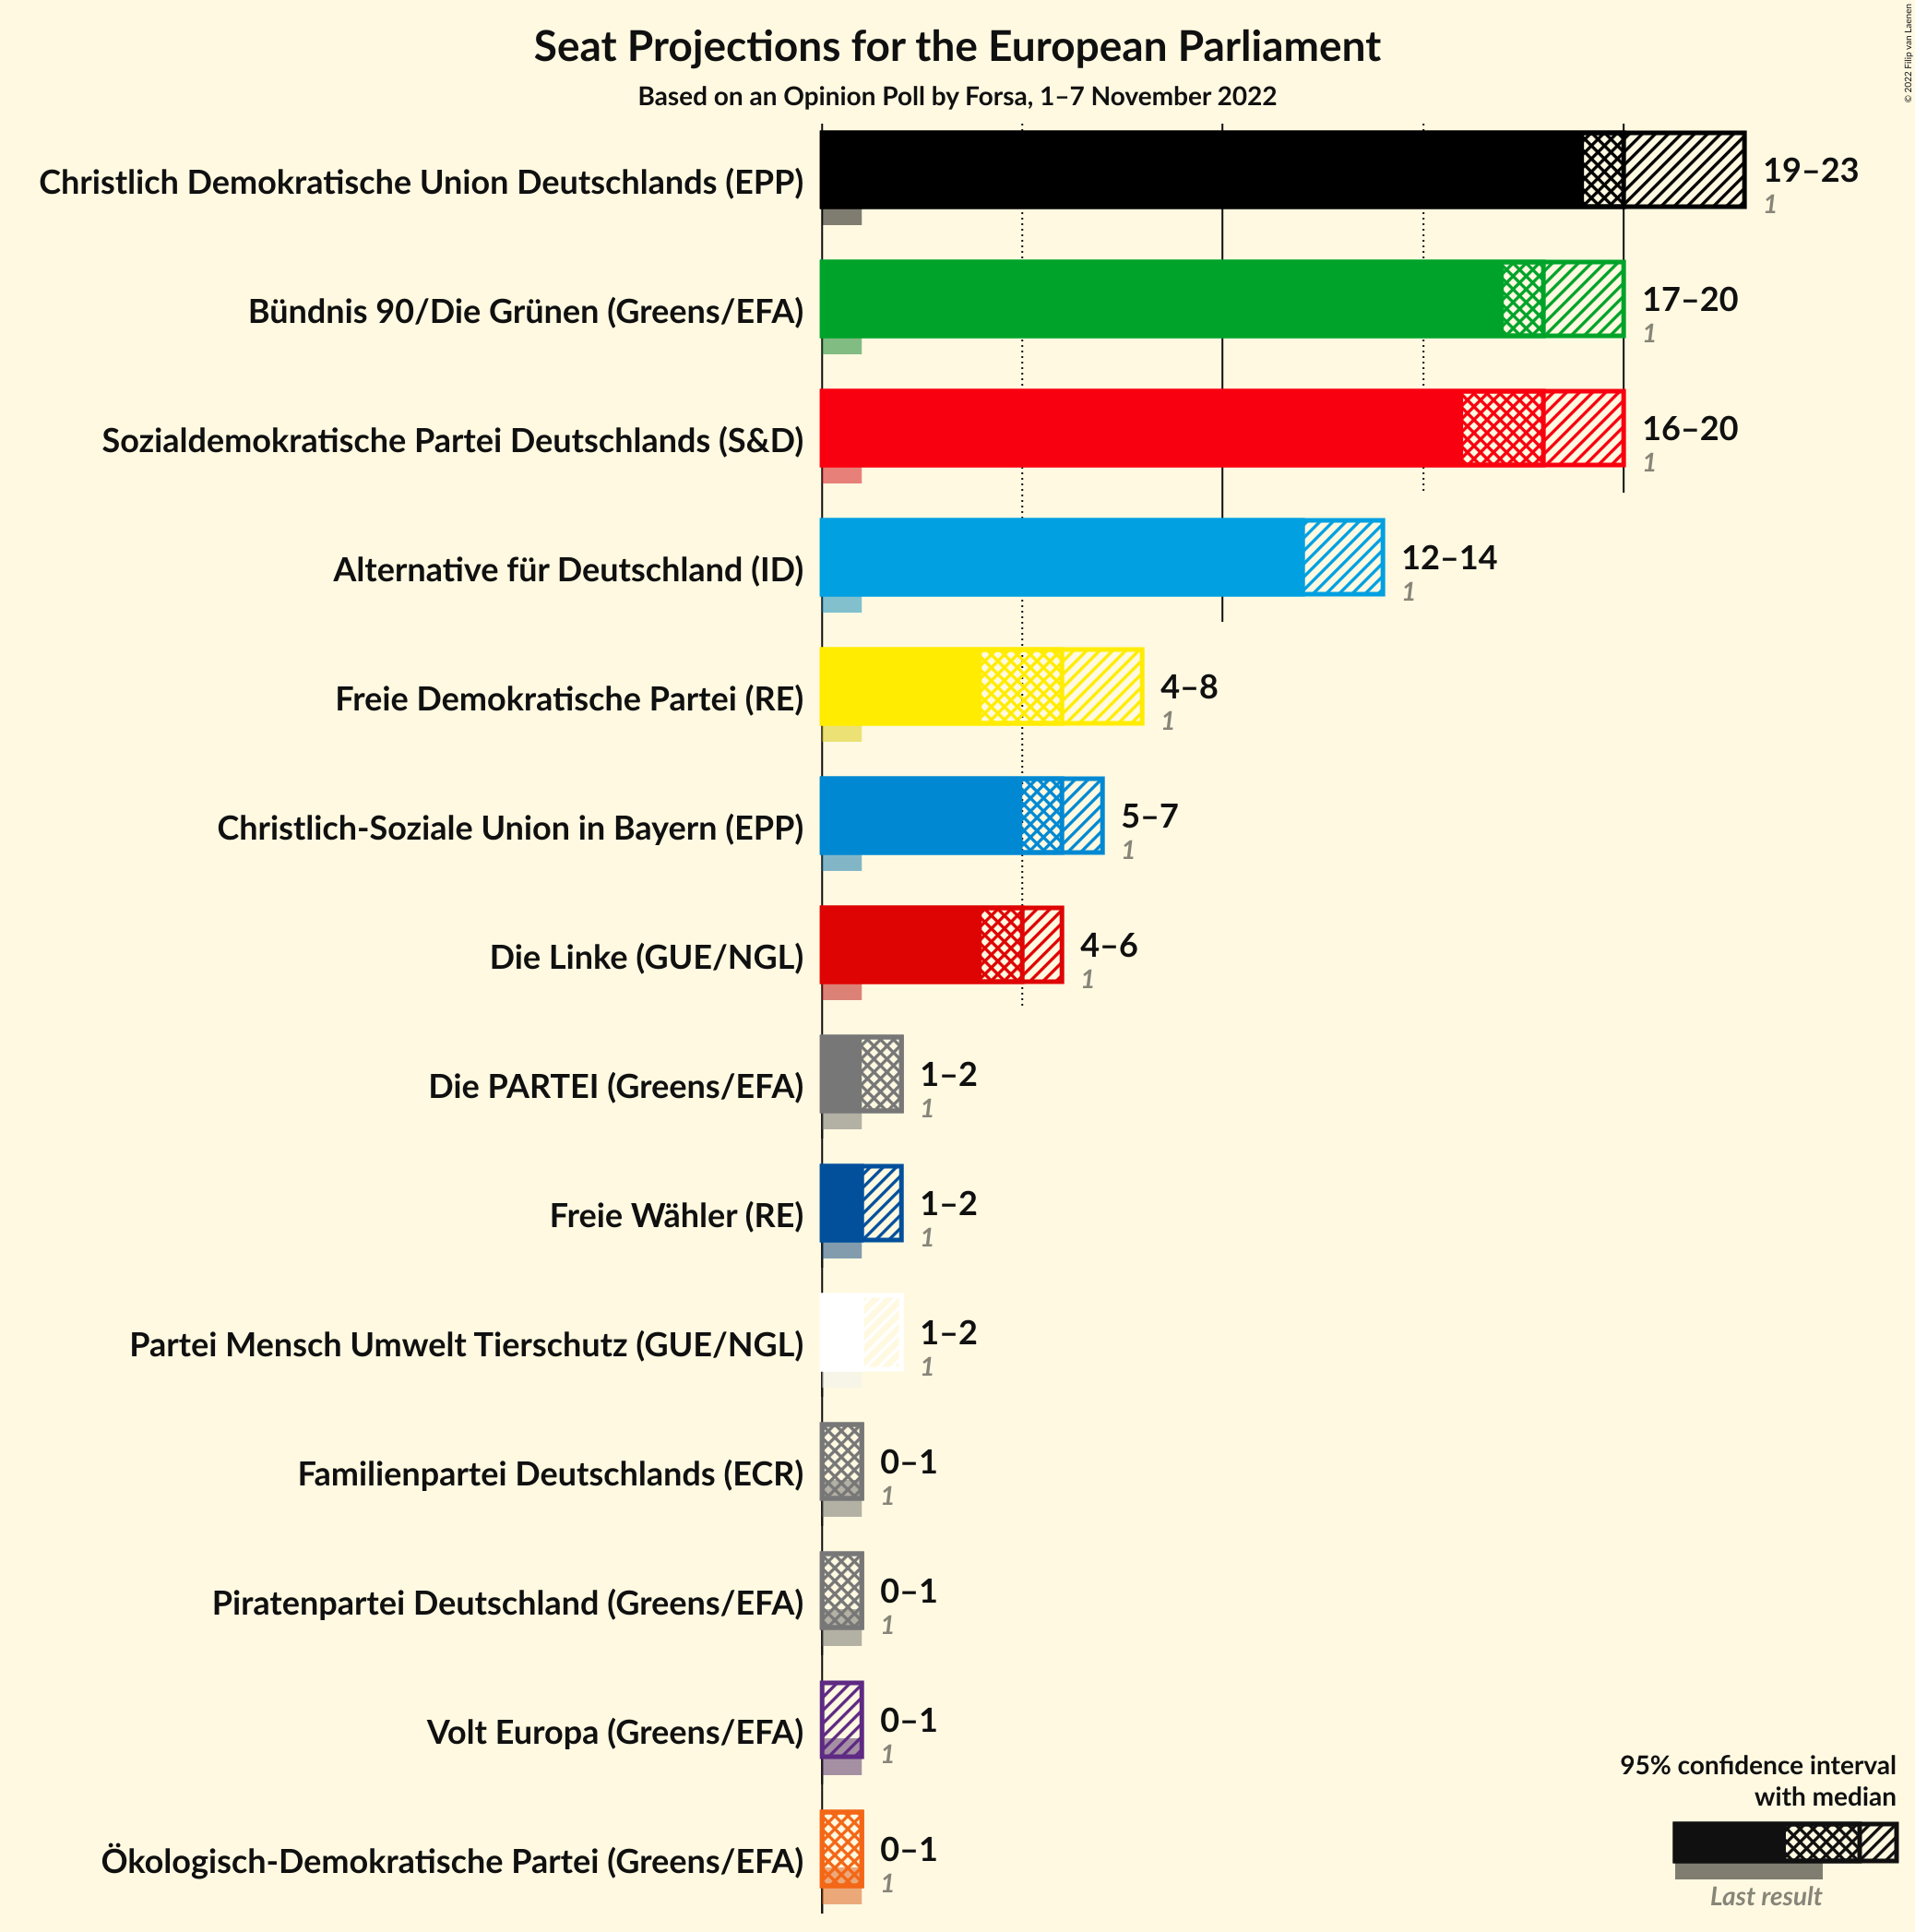 Seat Projections for the European Parliament
Based on an Opinion Poll by Forsa, 1–7 November 2022
© 2022 Filip van Laenen
Christlich Demokratische Union Deutschlands (EPP)
19–23
1
Bündnis 90/Die Grünen (Greens/EFA)
17–20
1
Sozialdemokratische Partei Deutschlands (S&D)
16–20
1
Alternative für Deutschland (ID)
12–14
1
Freie Demokratische Partei (RE)
4–8
1
Christlich-Soziale Union in Bayern (EPP)
5–7
1
Die Linke (GUE/NGL)
4–6
1
Die PARTEI (Greens/EFA)
1–2
1
Freie Wähler (RE)
1–2
1
Partei Mensch Umwelt Tierschutz (GUE/NGL)
1–2
1
Familienpartei Deutschlands (ECR)
0–1
1
Piratenpartei Deutschland (Greens/EFA)
0–1
1
Volt Europa (Greens/EFA)
0–1
1
Ökologisch-Demokratische Partei (Greens/EFA)
0–1
1
95% confidence interval
with median
Last result